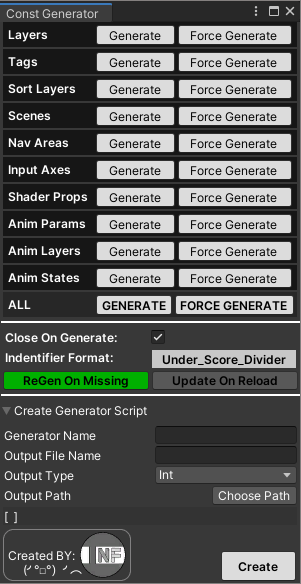 Const Generator
Layers Generate Force Generate
Tags Generate Force Generate
Sort Layers Generate Force Generate
Scenes Generate Force Generate
Nav Areas Generate Force Generate
Input Axes Generate Force Generate
Shader Props Generate Force Generate
Anim Params Generate Force Generate
Anim Layers Generate Force Generate
Anim States Generate Force Generate
ALL GENERATE FORCE GENERATE
Close On Generate:
Indentifier Format: Under_Score_Divider
ReGen On Missing Update On Reload
Create Generator Script
Generator Name
Output File Name
Output Type Int
Output Path Choose Path
[ ]
Created BY: NF
(╯°□°)╯︵
Create